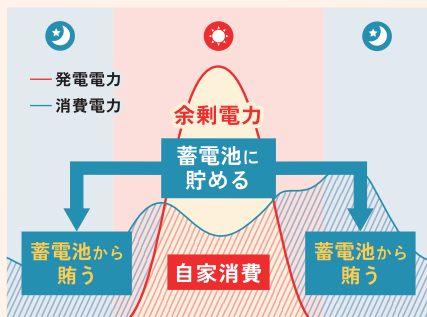 発電電力
消費電力
余剰電力
蓄電池に
貯める
蓄電池から
賄う
自家消費
蓄電池から
賄う